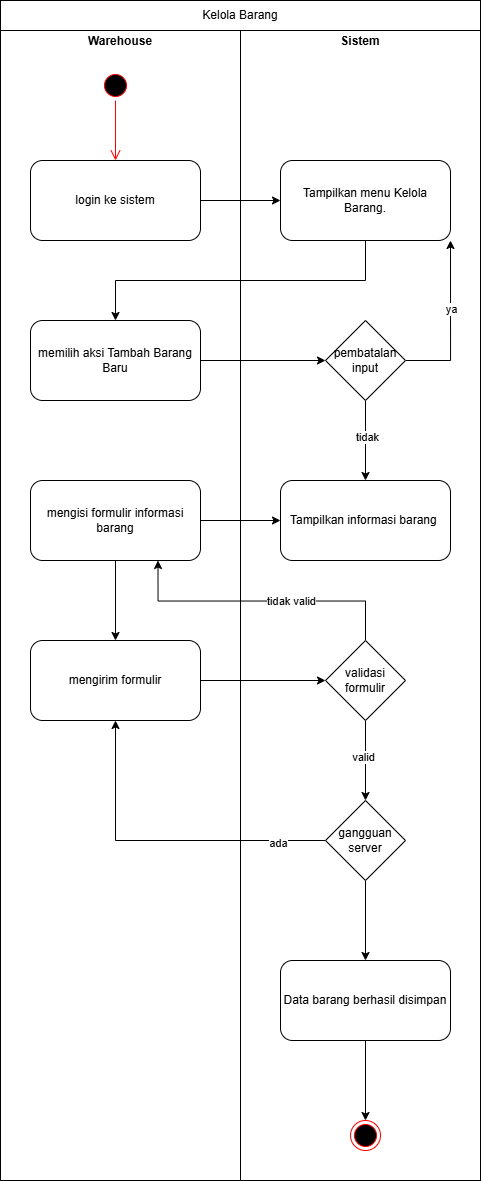 Kelola Barang
Warehouse
Sistem
login ke sistem
Tampilkan menu Kelola
Barang.
ya
memilih aksi Tambah Barang
Baru
pembatalan
input
tidak
mengisi formulir informasi
barang
Tampilkan informasi barang
tidak valid
mengirim formulir
validasi
formulir
valid
gangguan
server
ada
Data barang berhasil disimpan